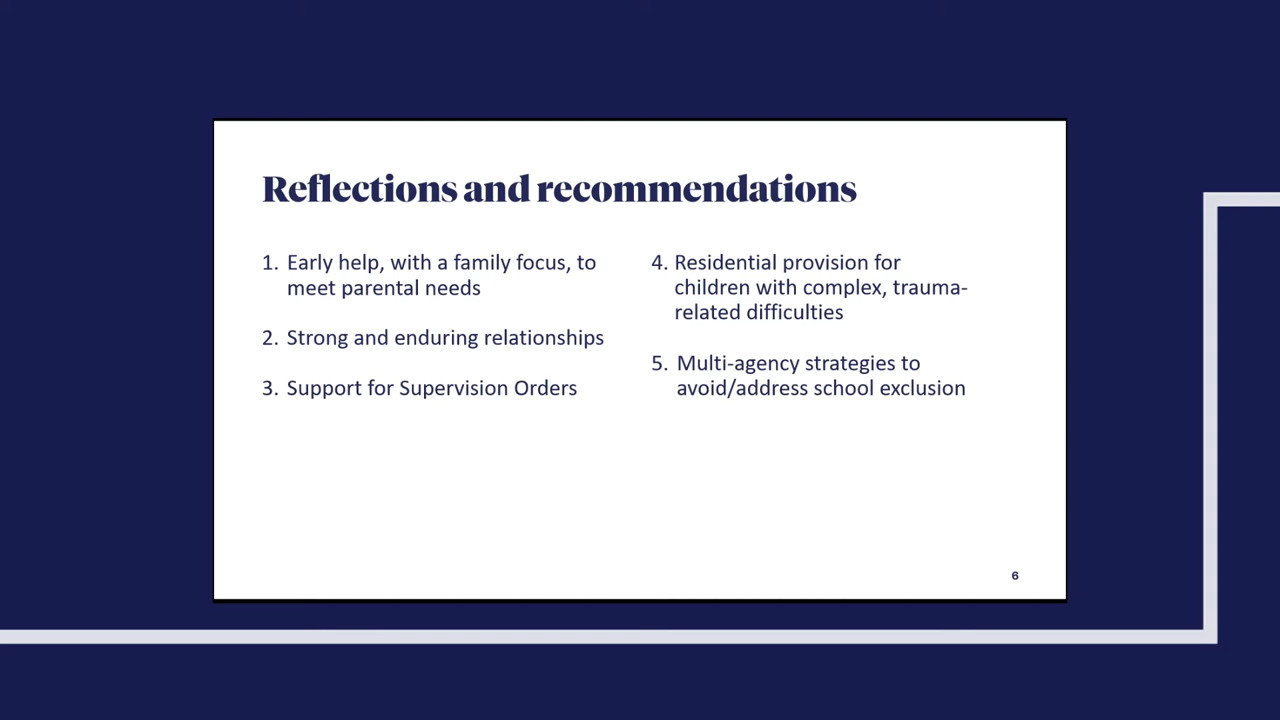 Reflections and recommendations
1. Early help, with a family focus, to
meet parental needs
2. Strong and enduring relationships
3. Support for Supervision Orders
4. Residential provision for
children with complex, trauma-
related difficulties
5. Multi-agency strategies to
avoid/address school exclusion
6